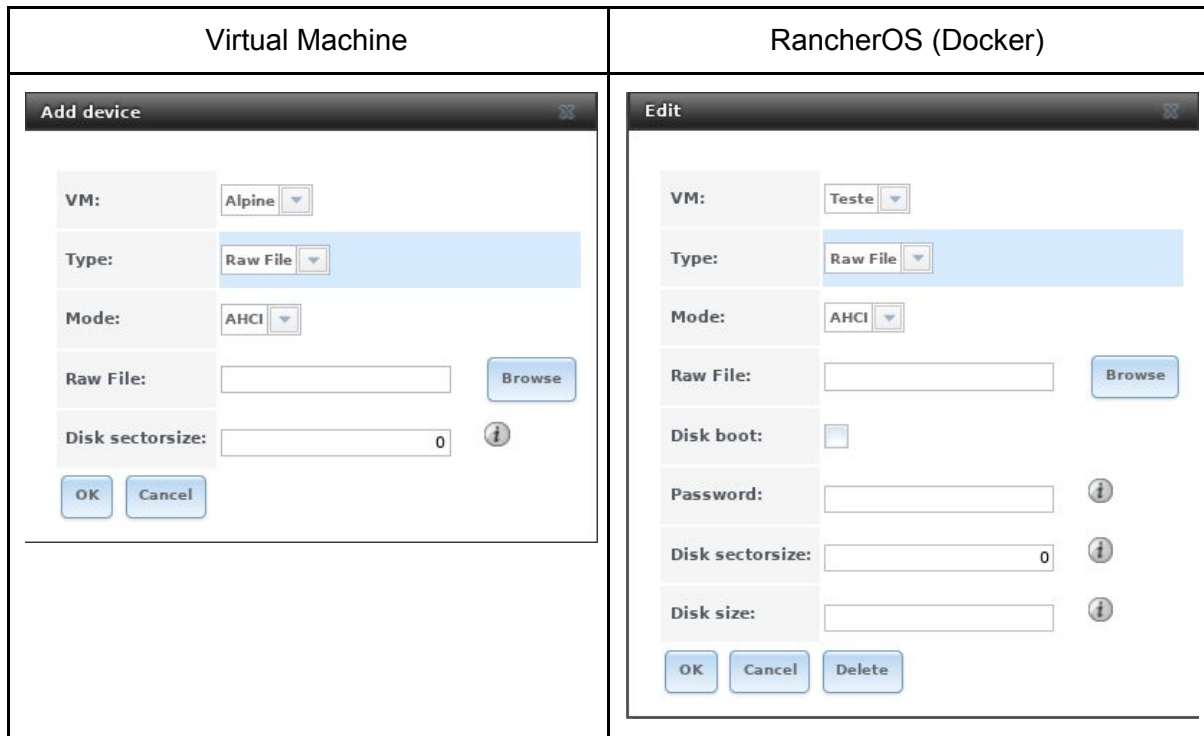 Virtual Machine
RancherOS (Docker)
Add device
VM:
Alpine
Type:
Raw File
Mode:
AHCI
Raw File:
Browse
Disk sectorsize:
0
OK
Cancel
Edit
VM:
Teste
Type:
Raw File
Mode:
AHCI
Raw File:
Browse
Disk boot:
Password:
Disk sectorsize:
0
Disk size:
OK
Cancel
Delete